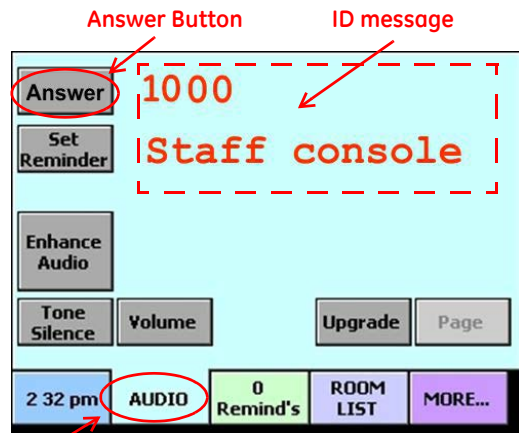 Answer Button
ID message
Answer
1000
Set
Reminder
Staff console
Enhance
Audio
Tone
Silence
Volume
Upgrade
Page
2 32 pm
AUDIO
0
Remind's
ROOM
LIST
MORE...